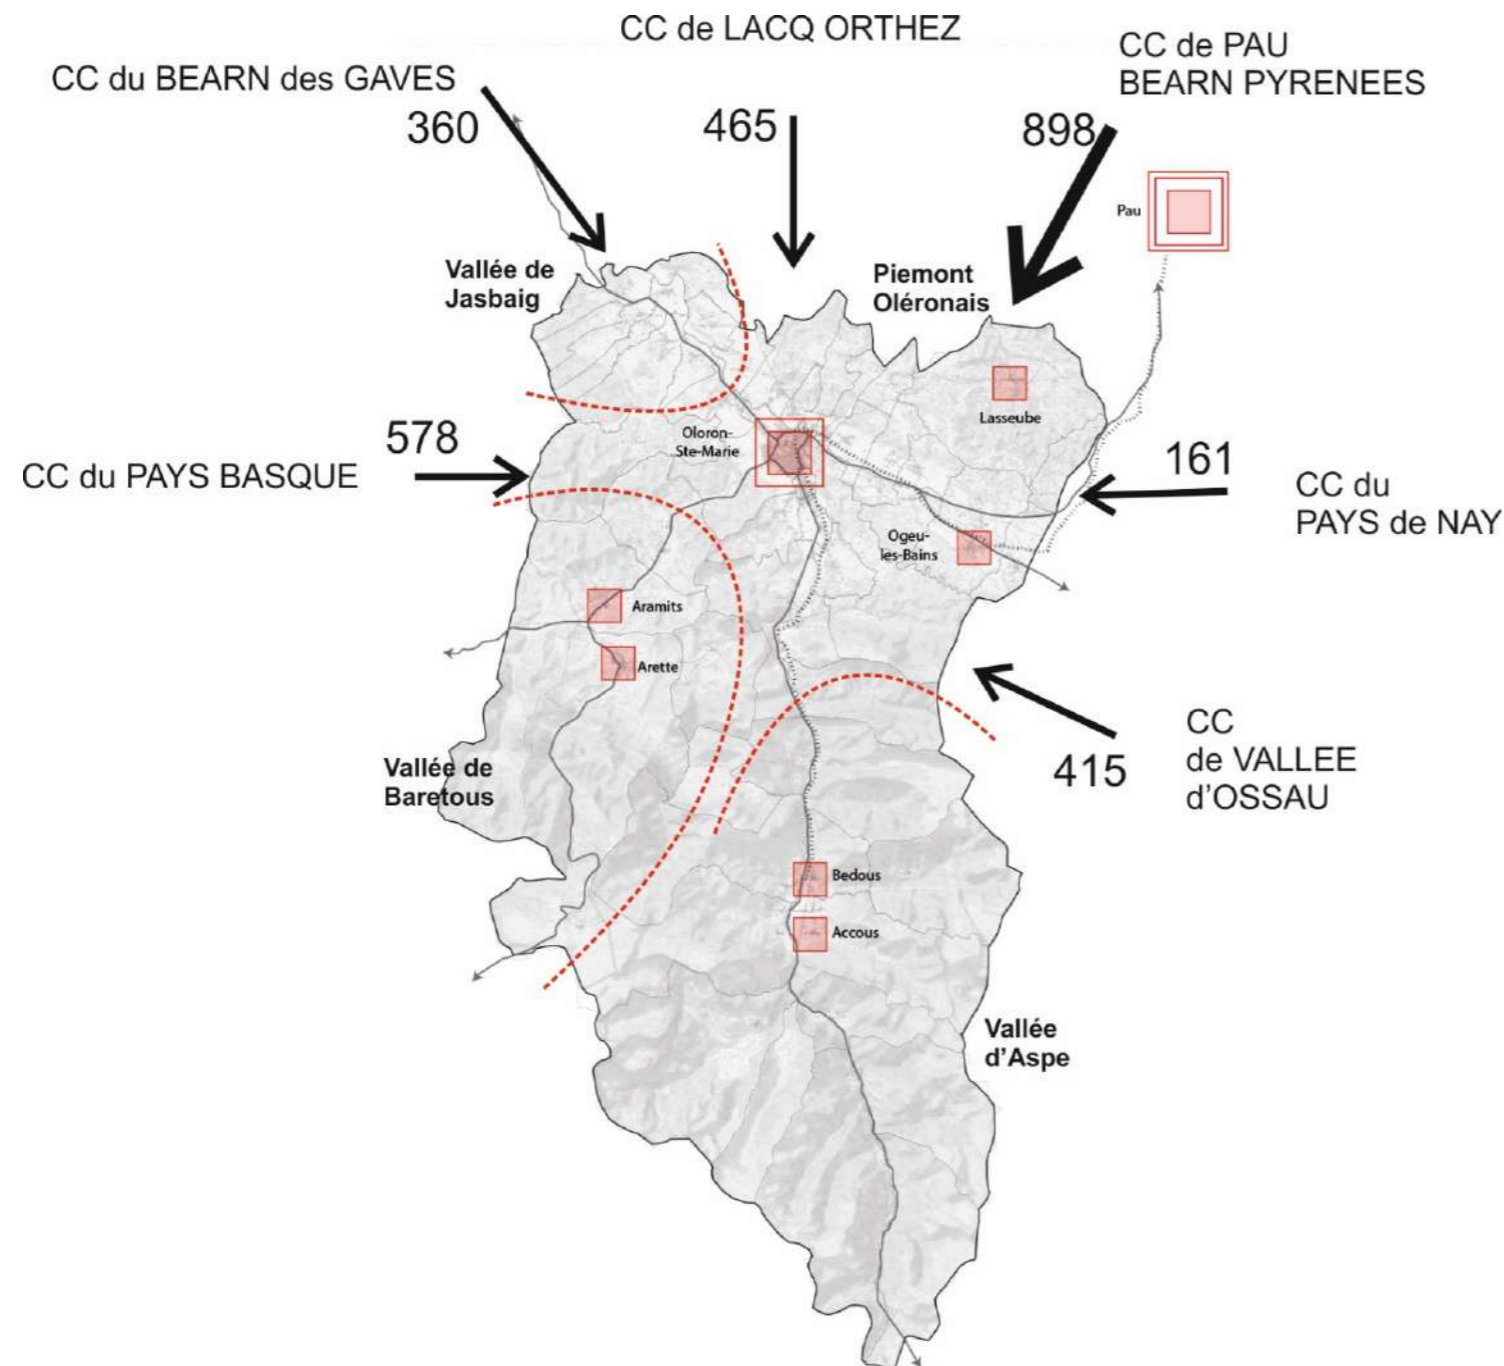 CC de LACQ ORTHEZ
CC de PAU
BEARN PYRENEES
CC du BEARN des GAVES
360
465
898
Pau
Vallée de
Jasbaig
Piemont
Oléronais
Lasseube
Oloron-
Ste-Marie
578
CC du PAYS BASQUE
161
CC du
PAYS de NAY
Ogeu-
les-Bains
Aramits
Arette
415
CC
de VALLEE
d'OSSAU
Vallée de
Baretous
Bedous
Accous
Vallée
d'Aspe